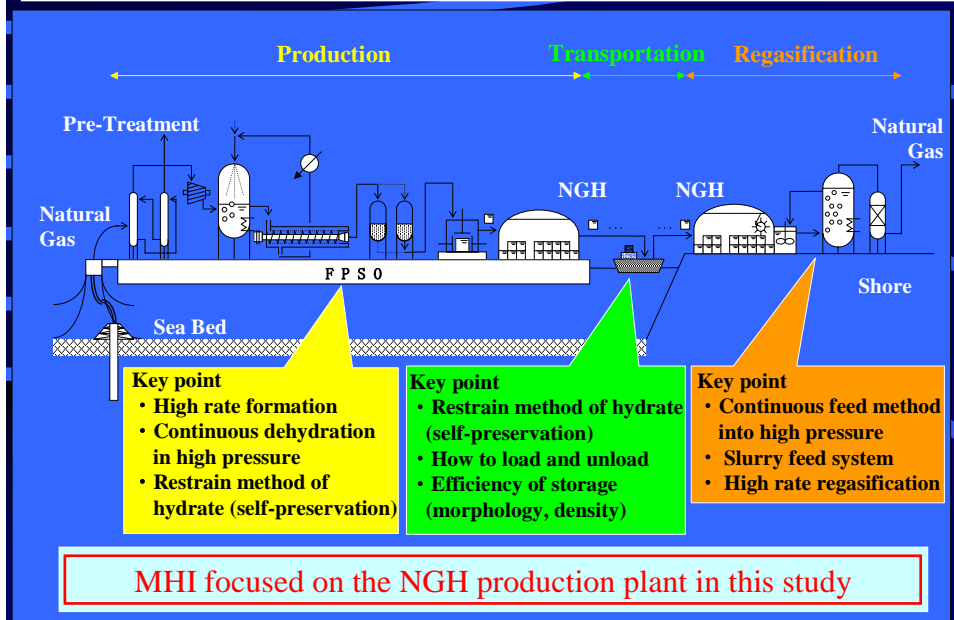 Production
Transportation
Regasification
Pre-Treatment
Natural
Gas
Natural
Gas
NGH
NGH
... ...
FPSO
Shore
Sea Bed
Key point
・High rate formation
・Continuous dehydration
in high pressure
・Restrain method of
hydrate (self-preservation)
Key point
・Restrain method of hydrate
(self-preservation)
・How to load and unload
・Efficiency of storage
(morphology, density)
Key point
・Continuous feed method
into high pressure
・Slurry feed system
・High rate regasification
MHI focused on the NGH production plant in this study